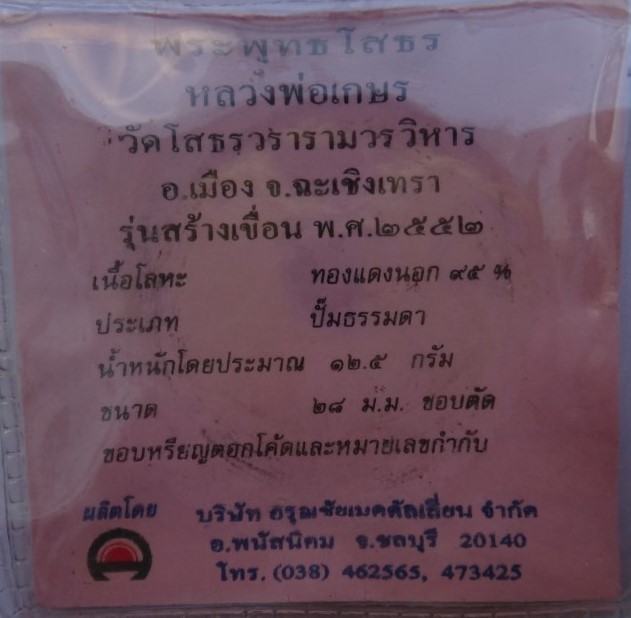 พระพุทธโสธร
หลวงพ่อเกษร
วัดโสธรวรารามวรวิหาร
อ.เมือง จ.ฉะเชิงเทรา
รุ่นสร้างเขื่อน พ.ศ.๒๕๕๒
เนื้อโลหะ ทองแดงนอก ๙๕ %
ประเภท ปั๊มธรรมดา
น้ำหนักโดยประมาณ ๑๒.๕ กรัม
ขนาด ๒๘ ม.ม. ขอบตัด
ขอบเหรียญตอกโค้ดและหมายเลขกำกับ
ผลิตโดย บริษัท อรุณชัยเมดดัลเลี่ยน จำกัด
อ.พนัสนิคม จ.ชลบุรี 20140
โทร. (038) 462565, 473425